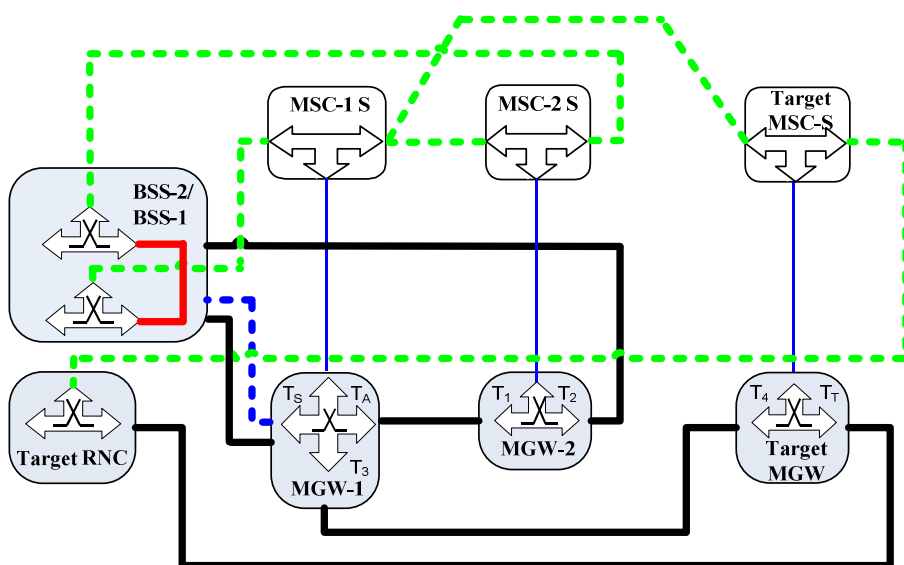 MSC-1 S
MSC-2 S
Target
MSC-S
BSS-2/
BSS-1
TS
TA
T3
MGW-1
T1
T2
MGW-2
T4
TT
Target
MGW
Target RNC